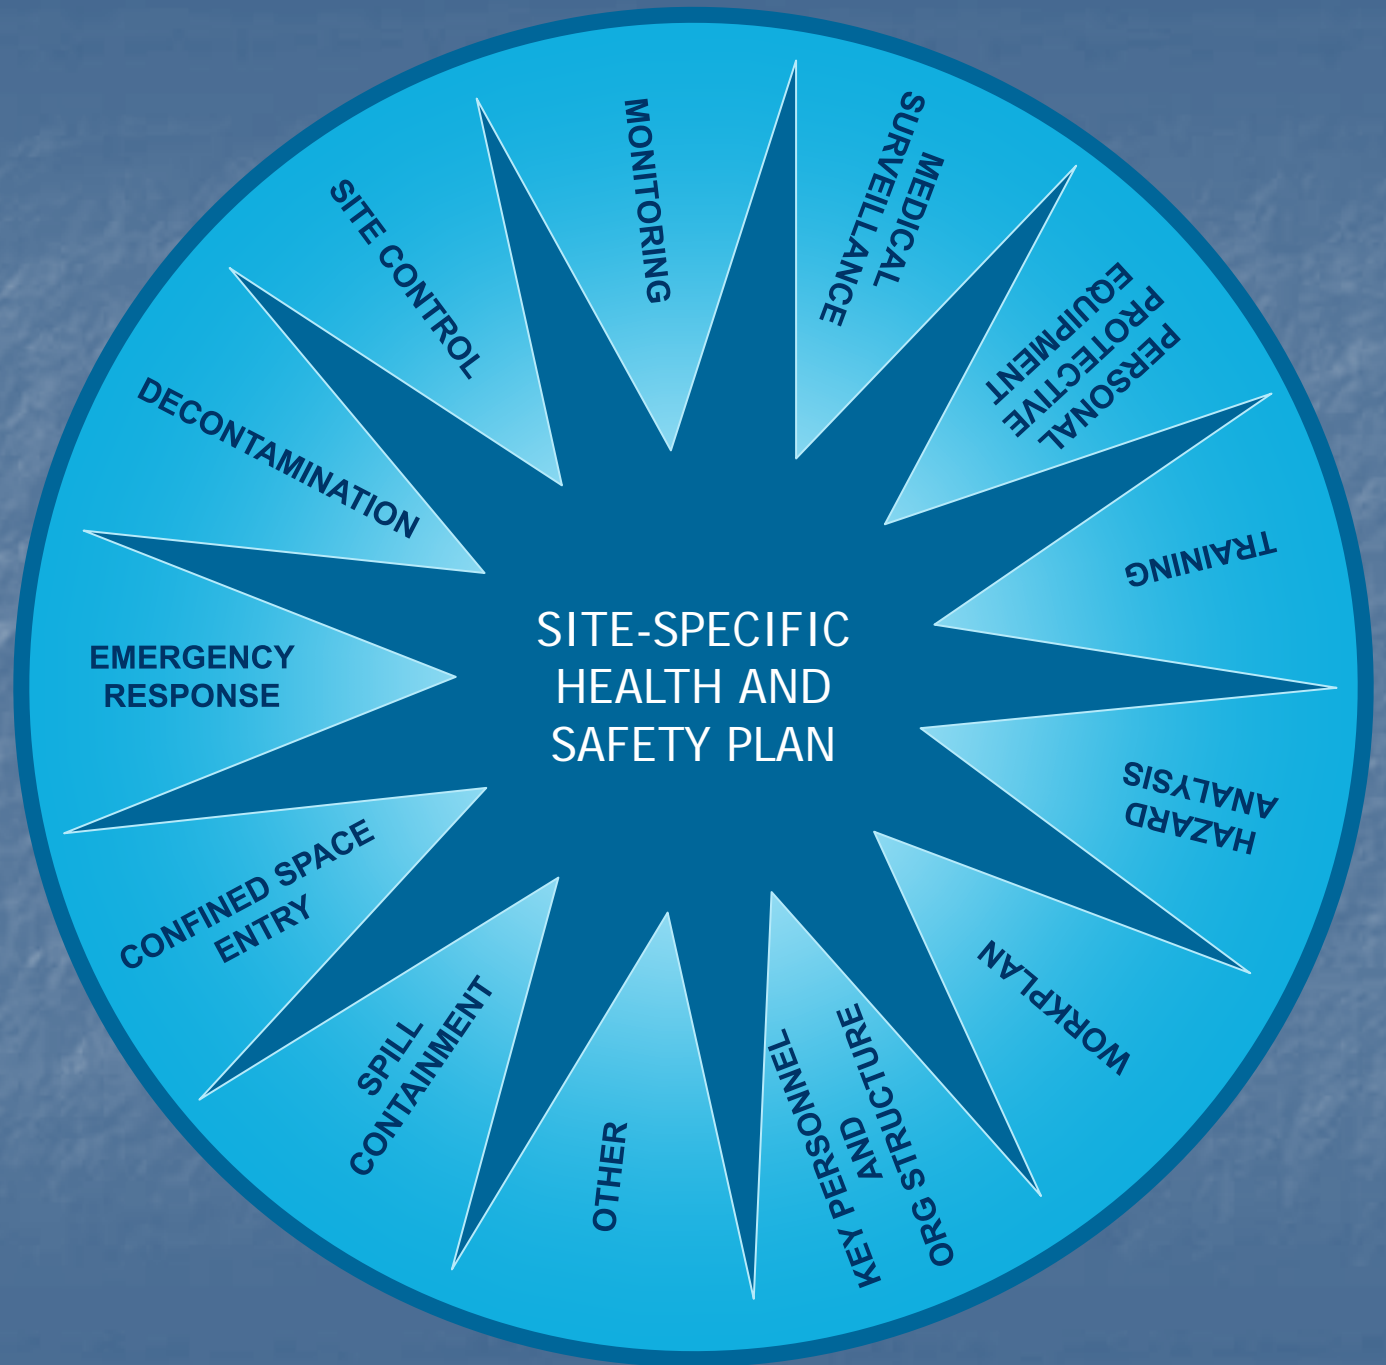 SITE-SPECIFIC
HEALTH AND
SAFETY PLAN
MONITORING
MEDICAL
SURVEILLANCE
PERSONAL
PROTECTIVE
EQUIPMENT
TRAINING
HAZARD
ANALYSIS
WORKPLAN
KEY PERSONNEL
AND
ORG STRUCTURE
OTHER
SPILL
CONTAINMENT
CONFINED SPACE
ENTRY
EMERGENCY
RESPONSE
DECONTAMINATION
SITE CONTROL